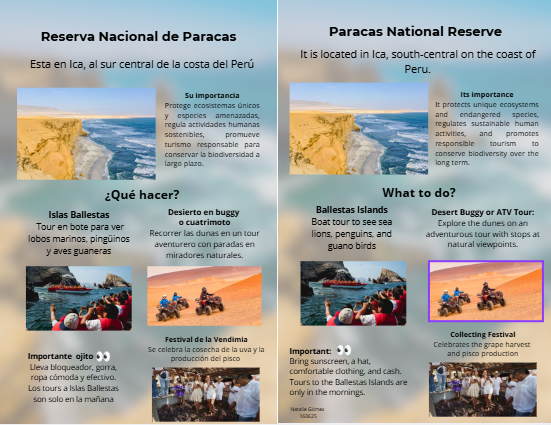 Reserva Nacional de Paracas
Esta en Ica, al sur central de la costa del Perú
Su importancia
Protege ecosistemas únicos
y especies amenazadas,
regula actividades humanas
sostenibles, promueve
turismo responsable para
conservar la biodiversidad a
largo plazo.
¿Qué hacer?
Islas Ballestas
Tour en bote para ver
lobos marinos, pingüinos
y aves guaneras
Desierto en buggy
o cuatrimoto
Recorrer las dunas en un tour
aventurero con paradas en
miradores naturales.
Importante ojito 👀
Lleva bloqueador, gorra,
ropa cómoda y efectivo.
Los tours a Islas Ballestas
son solo en la mañana
Festival de la Vendimia
Se celebra la cosecha de la uva y la
producción del pisco
Paracas National Reserve
It is located in Ica, south-central on the coast of
Peru.
Its importance
It protects unique ecosystems
and endangered species,
regulates sustainable human
activities, and promotes
responsible tourism to
conserve biodiversity over the
long term.
What to do?
Ballestas Islands
Boat tour to see sea
lions, penguins, and
guano birds
Desert Buggy or ATV Tour:
Explore the dunes on an
adventurous tour with stops at
natural viewpoints.
Important: 👀
Bring sunscreen, a hat,
comfortable clothing, and cash.
Tours to the Ballestas Islands are
only in the mornings.
Collecting Festival
Celebrates the grape harvest
and pisco production
Natalie Gómes